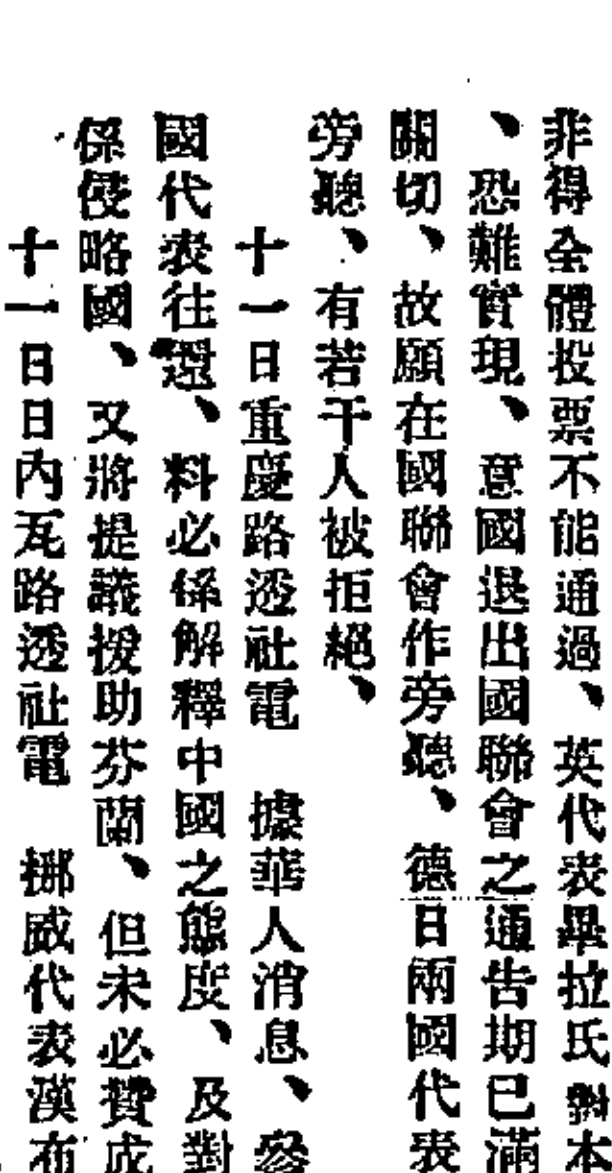 非得全體投票不能通過、英代表畢拉氏對本
、恐難實現、意國退出國聯會之通告期已滿
關切、故願在國聯會作旁聽、德日兩國代表
旁聽、有若干人被拒絕、
十一日重慶路透社電 據華人消息、參
國代表往還、料必係解釋中國之態度、及對
係侵略國、又將提議援助芬蘭、但未必贊成
十一日日內瓦路透社電 挪威代表漢布